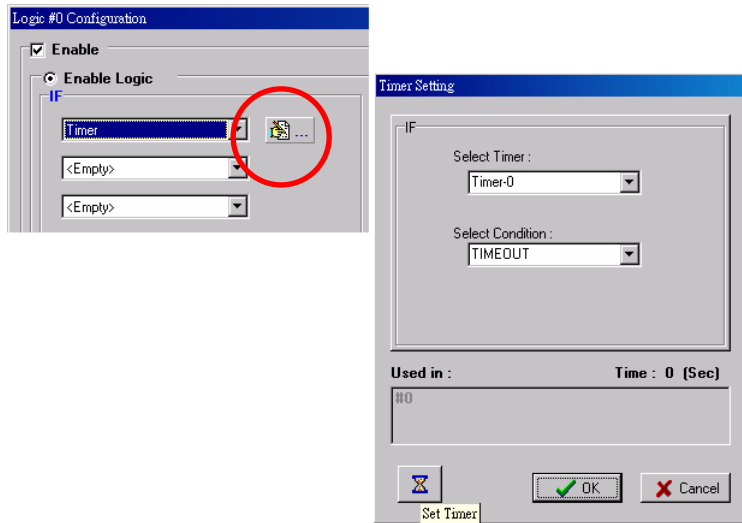 Logic #0 Configuration
Enable
Enable Logic
IF
Timer
...
<Empty>
<Empty>
Timer Setting
IF
Select Timer :
Timer-0
Select Condition :
TIMEOUT
Used in :
Time : 0 (Sec)
#0
OK
Cancel
Set Timer